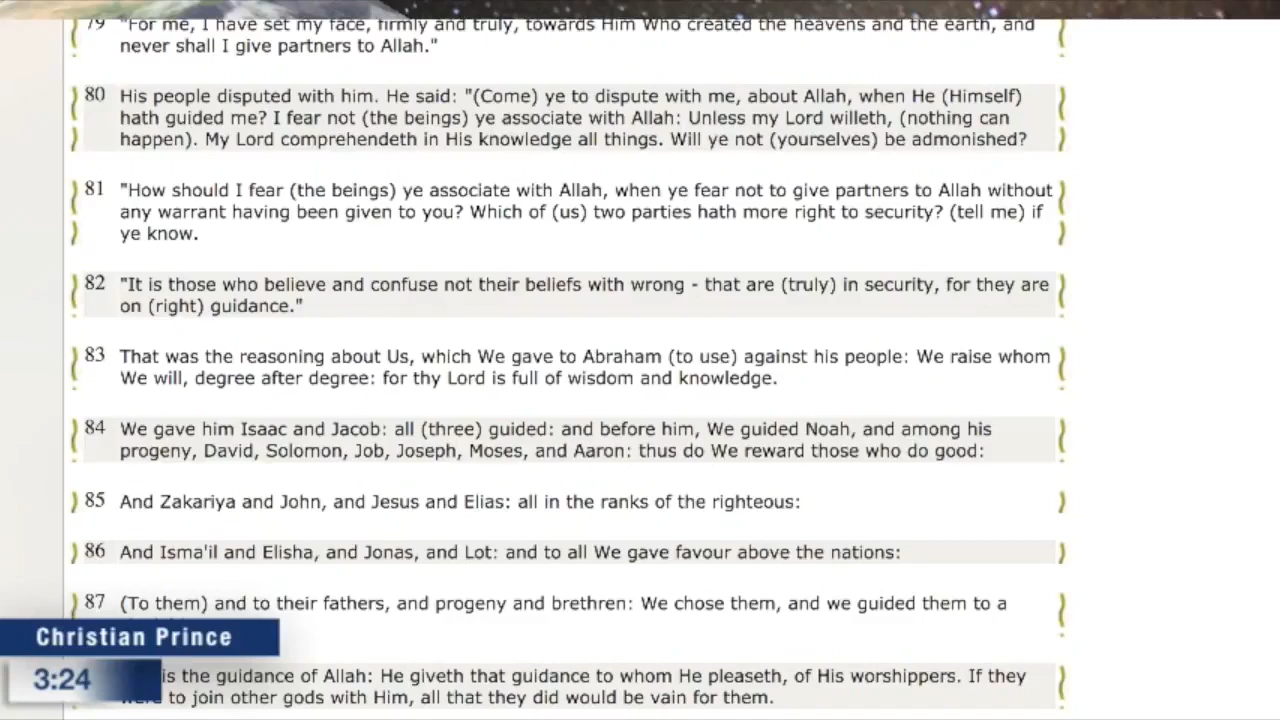 79 "For me, I have set my face, firmly and truly, towards Him Who created the heavens and the earth, and
never shall I give partners to Allah."
80 His people disputed with him. He said: "(Come) ye to dispute with me, about Allah, when He (Himself)
hath guided me? I fear not (the beings) ye associate with Allah: Unless my Lord willeth, (nothing can
happen). My Lord comprehendeth in His knowledge all things. Will ye not (yourselves) be admonished?
81 "How should I fear (the beings) ye associate with Allah, when ye fear not to give partners to Allah without
any warrant having been given to you? Which of (us) two parties hath more right to security? (tell me) if
ye know.
82 "It is those who believe and confuse not their beliefs with wrong - that are (truly) in security, for they are
on (right) guidance."
83 That was the reasoning about Us, which We gave to Abraham (to use) against his people: We raise whom
We will, degree after degree: for thy Lord is full of wisdom and knowledge.
84 We gave him Isaac and Jacob: all (three) guided: and before him, We guided Noah, and among his
progeny, David, Solomon, Job, Joseph, Moses, and Aaron: thus do We reward those who do good:
85 And Zakariya and John, and Jesus and Elias: all in the ranks of the righteous:
86 And Isma'il and Elisha, and Jonas, and Lot: and to all We gave favour above the nations:
87 (To them) and to their fathers, and progeny and brethren: We chose them, and we guided them to a
Christian Prince
3:24
is the guidance of Allah: He giveth that guidance to whom He pleaseth, of His worshippers. If they
to join other gods with Him, all that they did would be vain for them.